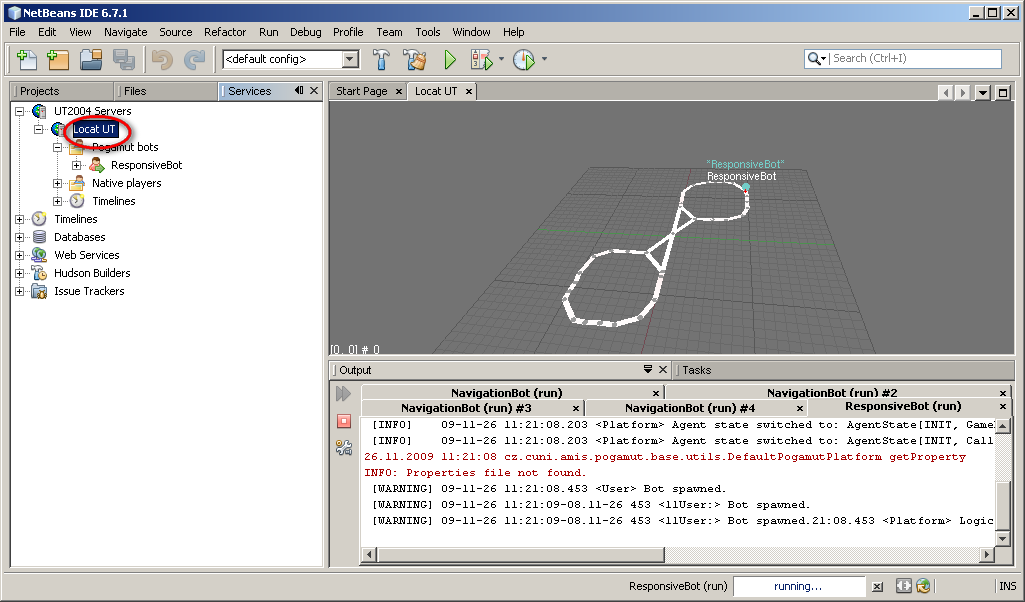 NetBeans IDE 6.7.1
File Edit View Navigate Source Refactor Run Debug Profile Team Tools Window Help
<default config>
Search (Ctrl+I)
Projects Files Services
UT2004 Servers
Locat UT
Pogamut bots
ResponsiveBot
Native players
Timelines
Timelines
Databases
Web Services
Hudson Builders
Issue Trackers
Start Page Locat UT
*ResponsiveBot*
ResponsiveBot
[0, 0] # 0
Output Tasks
NavigationBot (run) NavigationBot (run) #2
NavigationBot (run) #3 NavigationBot (run) #4 ResponsiveBot (run)
[INFO] 09-11-26 11:21:08.203 <Platform> Agent state switched to: AgentState[INIT, Game
[INFO] 09-11-26 11:21:08.203 <Platform> Agent state switched to: AgentState[INIT, Call
26.11.2009 11:21:08 cz.cuni.amis.pogamut.base.utils.DefaultPogamutPlatform getProperty
INFO: Properties file not found.
[WARNING] 09-11-26 11:21:08.453 <User> Bot spawned.
[WARNING] 09-11-26 11:21:09-08.11-26 453 <llUser:> Bot spawned.
[WARNING] 09-11-26 11:21:09-08.11-26 453 <llUser:> Bot spawned.21:08.453 <Platform> Logic
ResponsiveBot (run) running... INS